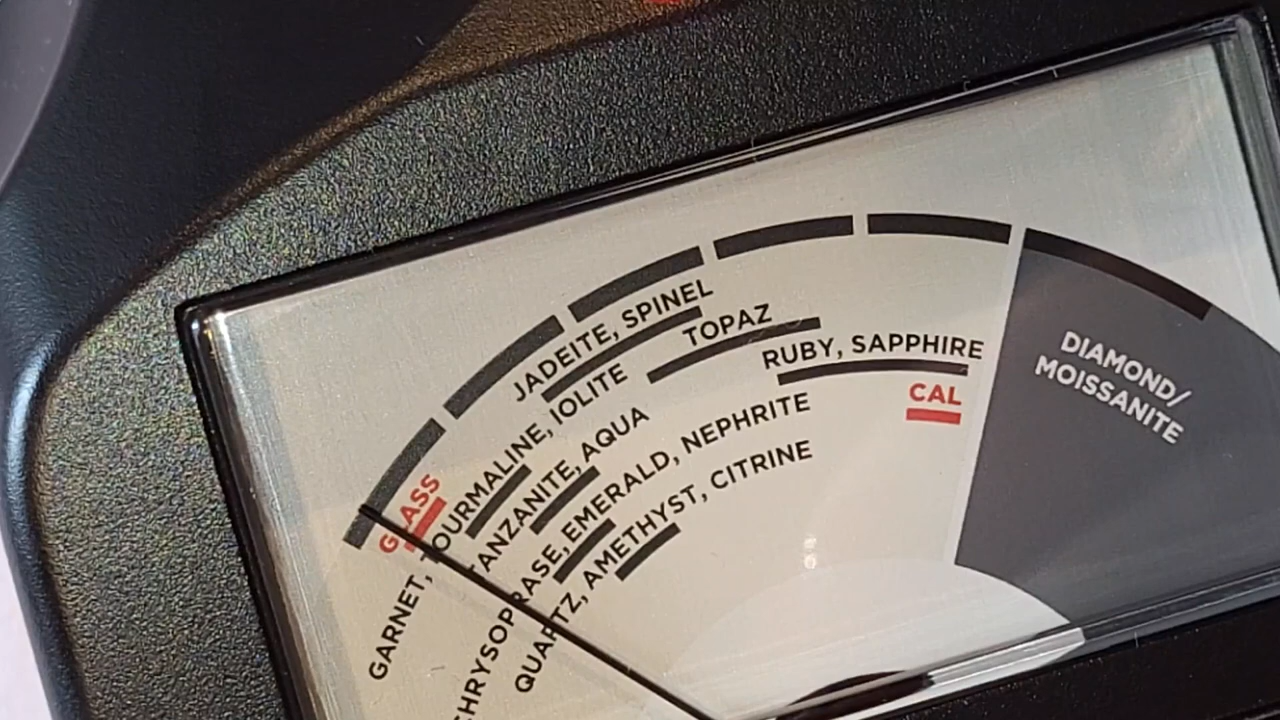 JADEITE, SPINEL
TOPAZ
RUBY, SAPPHIRE
CAL
DIAMOND/
MOISSANITE
GLASS
GARNET, TOURMALINE, IOLITE
TANZANITE, AQUA
CHRYSOPRASE, EMERALD, NEPHRITE
QUARTZ, AMETHYST, CITRINE